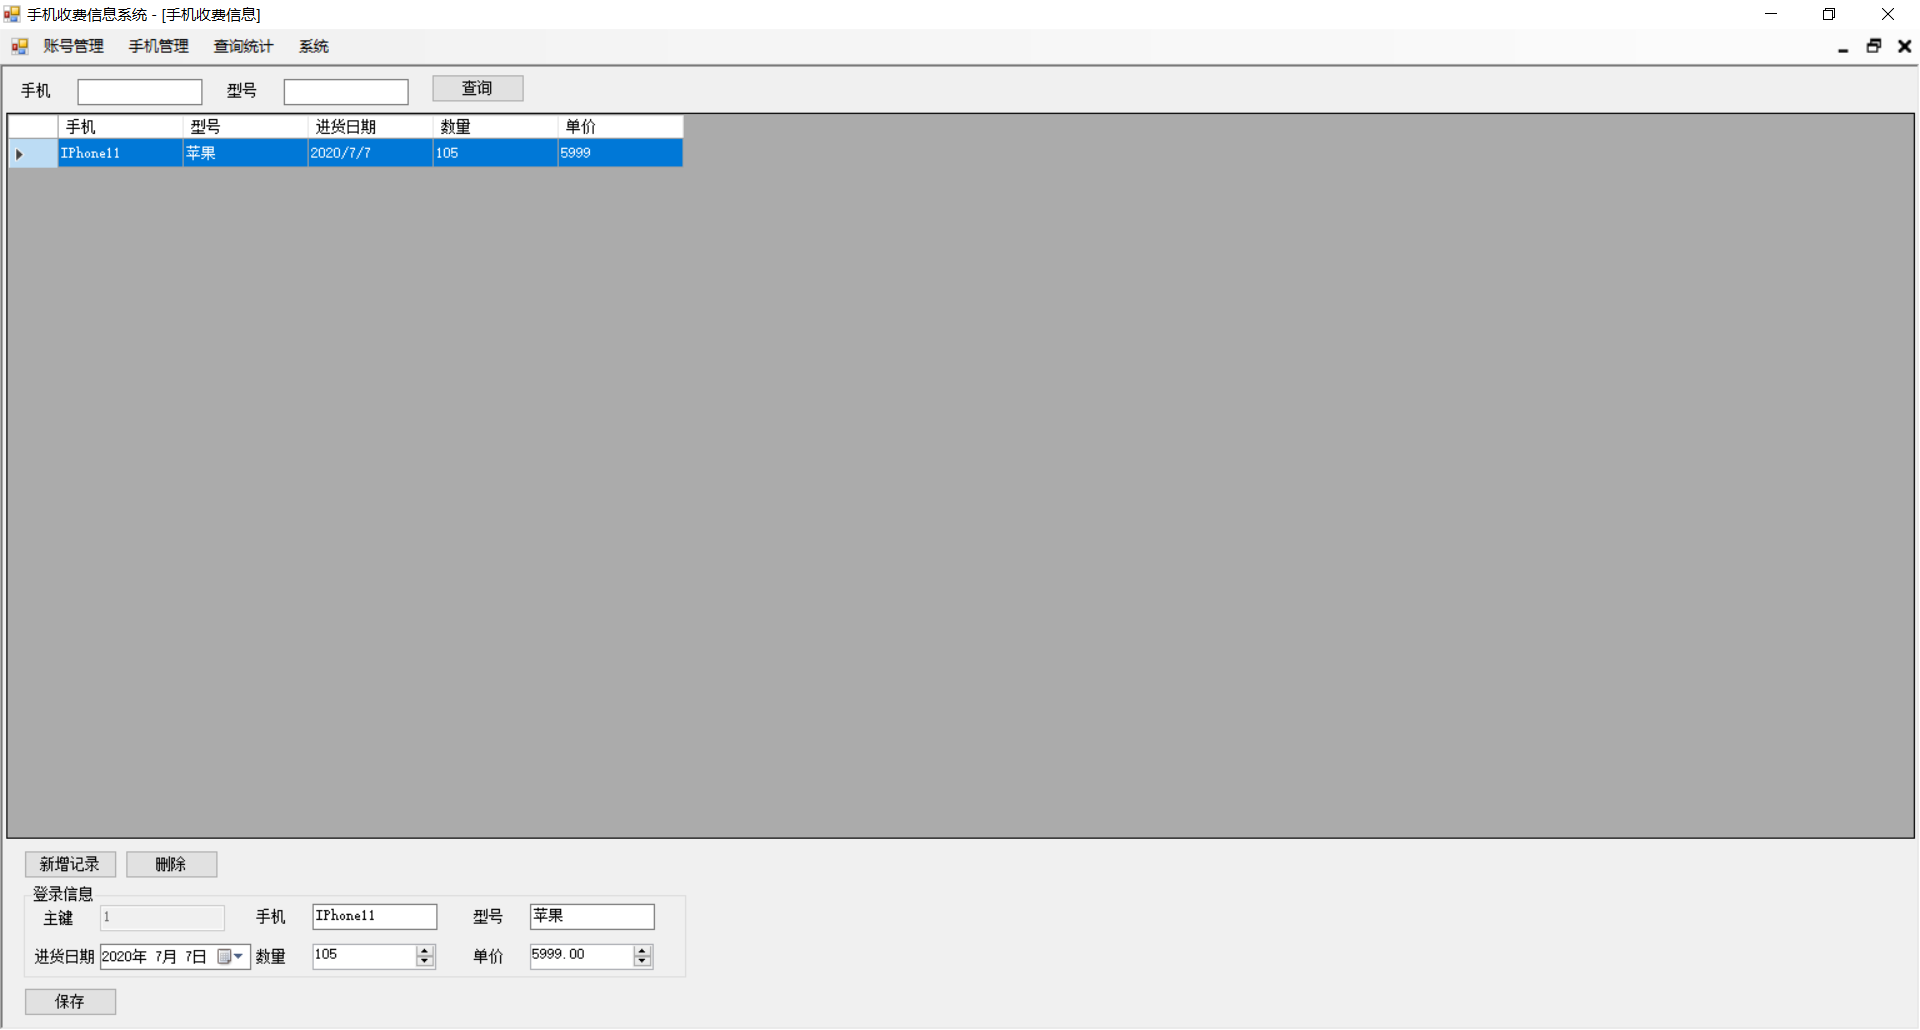 手机收费信息系统 - [手机收费信息]
账号管理 手机管理 查询统计 系统
手机 型号 查询
手机 型号 进货日期 数量 单价
IPhone11 苹果 2020/7/7 105 5999
新增记录 删除
登录信息
主键 1 手机 IPhone11 型号 苹果
进货日期 2020年 7月 7日 数量 105 单价 5999.00
保存